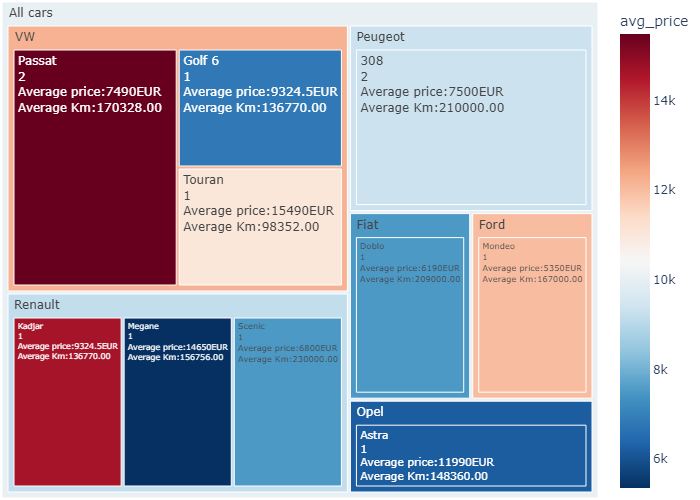 All cars
VW
Passat
2
Average price:7490EUR
Average Km:170328.00
Golf 6
1
Average price:9324.5EUR
Average Km:136770.00
Touran
1
Average price:15490EUR
Average Km:98352.00
Peugeot
308
2
Average price:7500EUR
Average Km:210000.00
Fiat
Doblo
1
Average price:6190EUR
Average Km:209000.00
Ford
Mondeo
1
Average price:5350EUR
Average Km:167000.00
Renault
Kadjar
1
Average price:9324.5EUR
Average Km:136770.00
Megane
1
Average price:14650EUR
Average Km:156756.00
Scenic
1
Average price:6800EUR
Average Km:230000.00
Opel
Astra
1
Average price:11990EUR
Average Km:148360.00
avg_price
14k
12k
10k
8k
6k